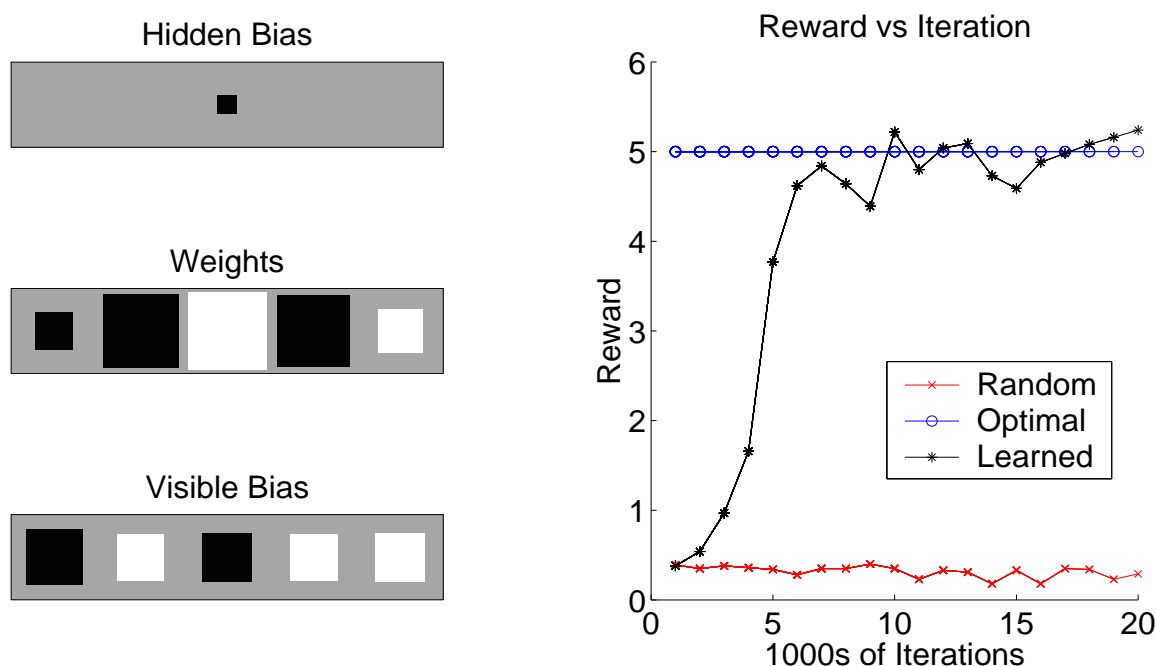 Hidden Bias
Weights
Visible Bias
Reward vs Iteration
6
5
4
3
2
1
0
Reward
0 5 10 15 20
1000s of Iterations
Random
Optimal
Learned